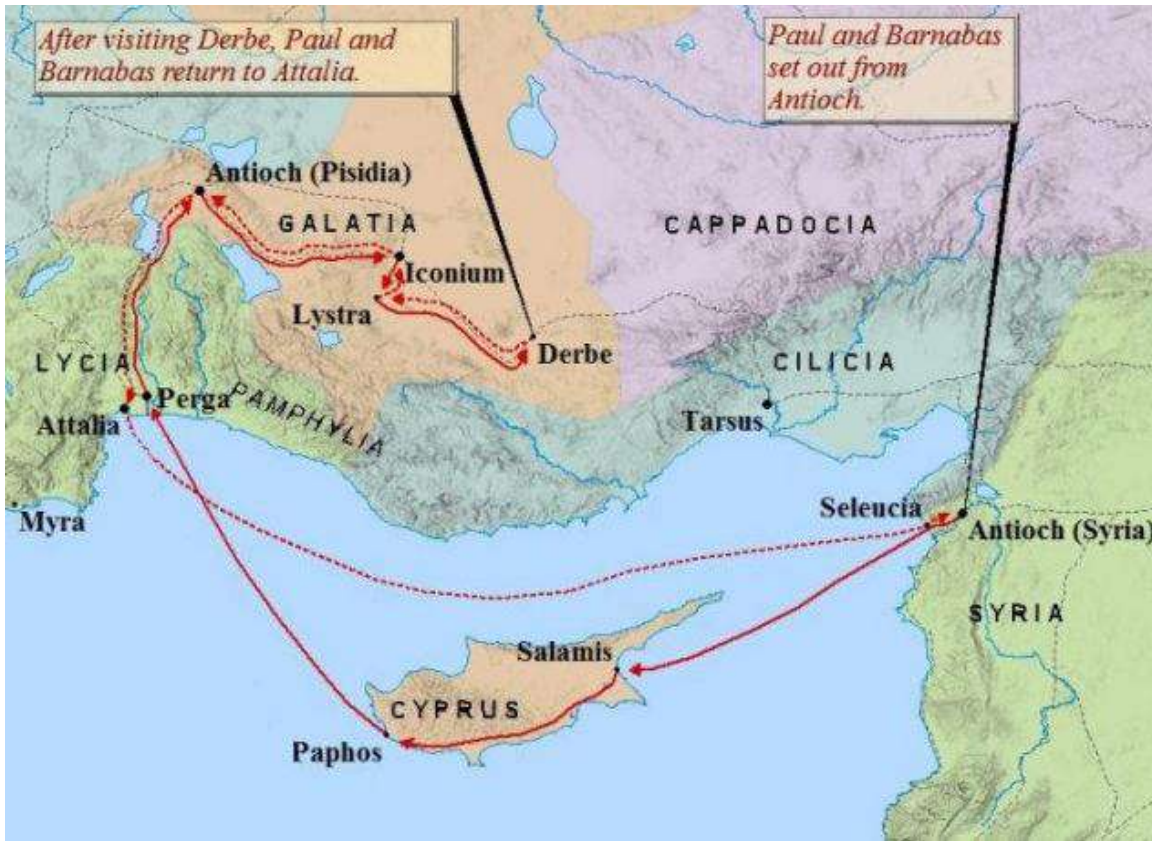 After visiting Derbe, Paul and
Barnabas return to Attalia.
Paul and Barnabas
set out from
Antioch.
Antioch (Pisidia)
GALATIA
CAPPADOCIA
Iconium
Lystra
Derbe
LYCIA
CILICIA
Perga
PAMPHYLIA
Attalia
Tarsus
Myra
Seleucia
Antioch (Syria)
SYRIA
Salamis
CYPRUS
Paphos